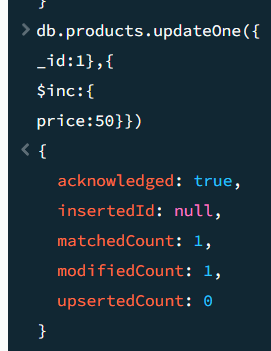 }
> db.products.updateOne({
_id:1},{
$inc:{
price:50}})
< {
acknowledged: true,
insertedId: null,
matchedCount: 1,
modifiedCount: 1,
upsertedCount: 0
}